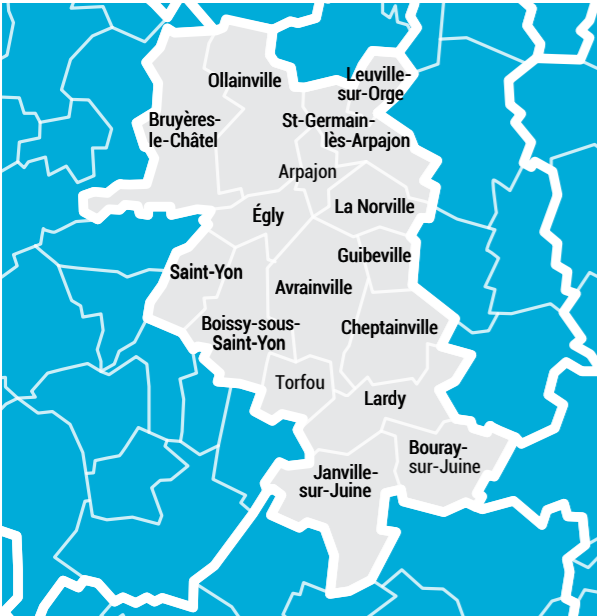 Ollainville
Leuville-
sur-Orge
Bruyères-
le-Châtel
St-Germain-
lès-Arpajon
Arpajon
La Norville
Égly
Guibeville
Saint-Yon
Avrainville
Boissy-sous-
Saint-Yon
Cheptainville
Torfou
Lardy
Bouray-
sur-Juine
Janville-
sur-Juine